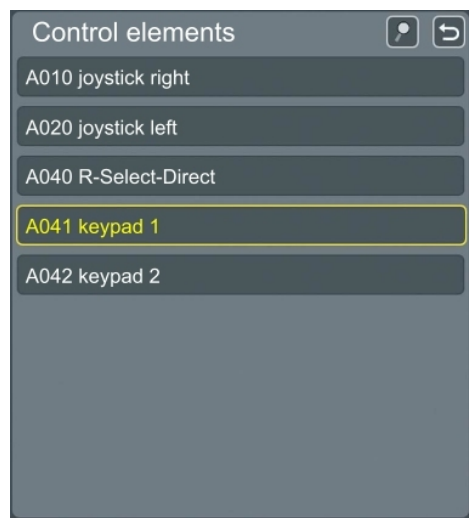 Control elements
A010 joystick right
A020 joystick left
A040 R-Select-Direct
A041 keypad 1
A042 keypad 2